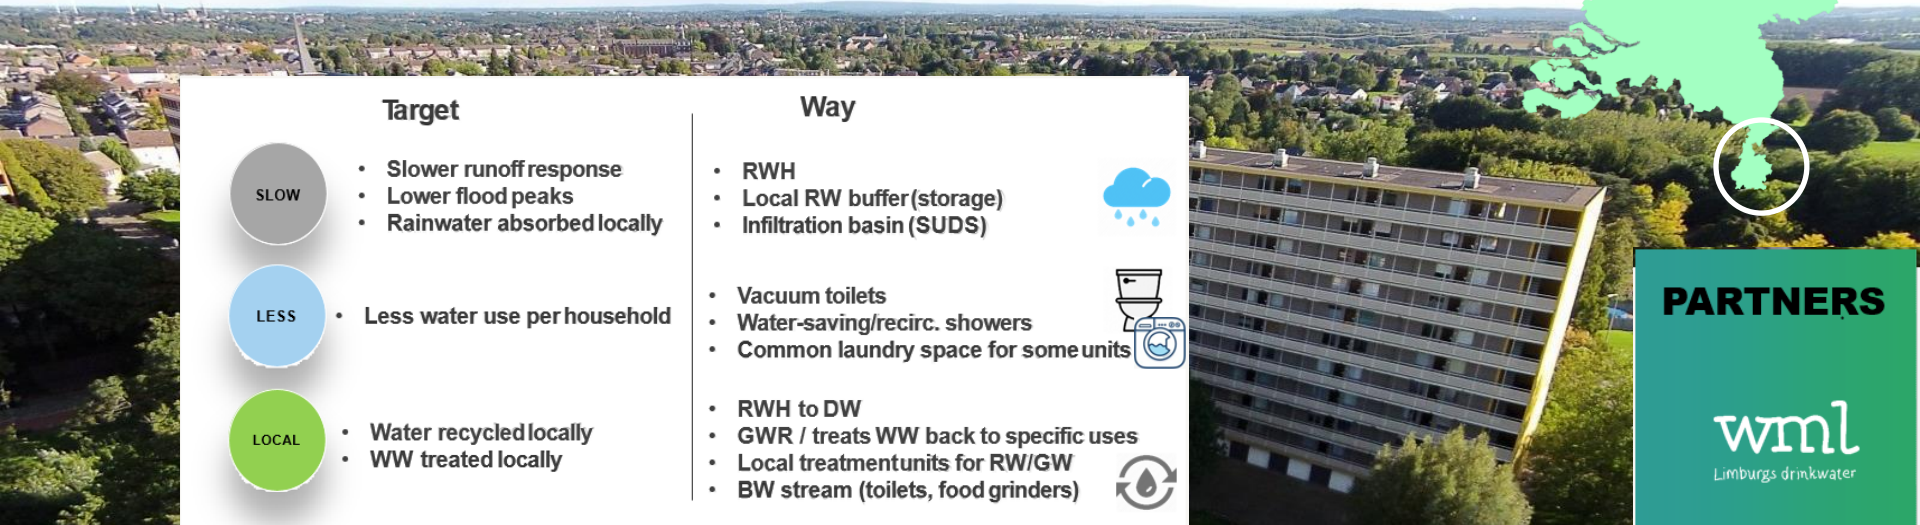 Target
SLOW
• Slower runoff response
• Lower flood peaks
• Rainwater absorbed locally
LESS
• Less water use per household
LOCAL
• Water recycled locally
• WW treated locally
Way
• RWH
• Local RW buffer (storage)
• Infiltration basin (SUDS)
• Vacuum toilets
• Water-saving/recirc. showers
• Common laundry space for some units
• RWH to DW
• GWR / treats WW back to specific uses
• Local treatment units for RW/GW
• BW stream (toilets, food grinders)
PARTNERS
wml
Limburgs drinkwater